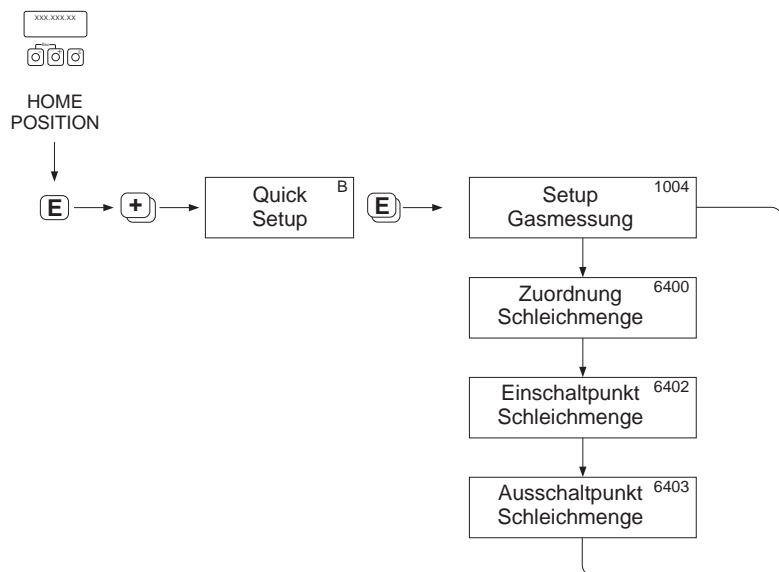 XXX.XXX.XX
Esc
HOME
POSITION
E
+
Quick
Setup
B
E
Setup
Gasmessung
1004
Zuordnung
Schleichmenge
6400
Einschaltpunkt
Schleichmenge
6402
Ausschaltpunkt
Schleichmenge
6403